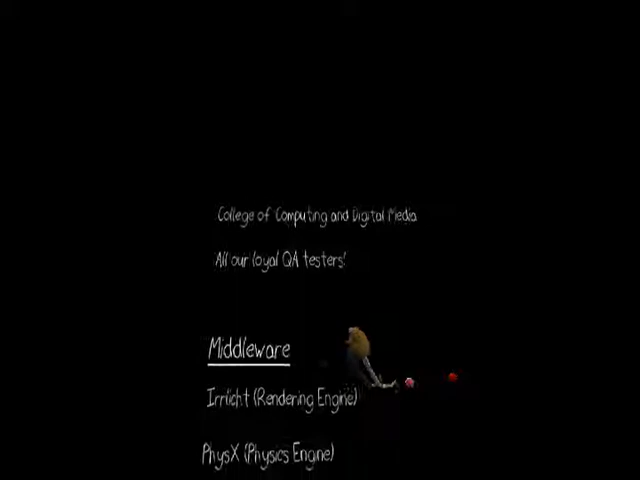 College of Computing and Digital Media
All our loyal QA testers!
Middleware
Irrlicht (Rendering Engine)
PhysX (Physics Engine)